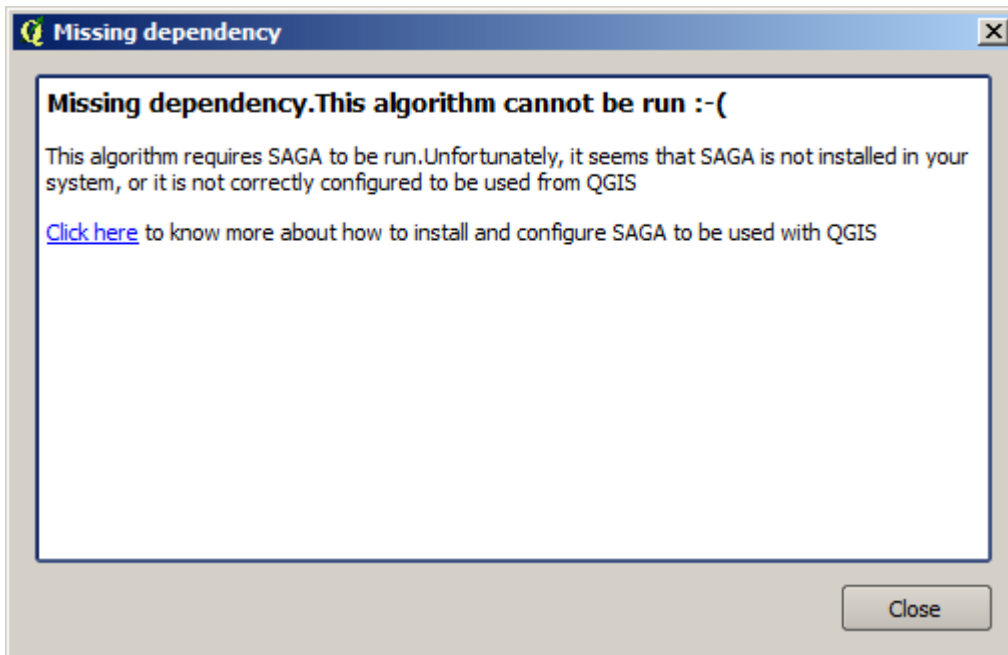 Missing dependency
Missing dependency.This algorithm cannot be run :-(
This algorithm requires SAGA to be run.Unfortunately, it seems that SAGA is not installed in your
system, or it is not correctly configured to be used from QGIS
Click here to know more about how to install and configure SAGA to be used with QGIS
Close